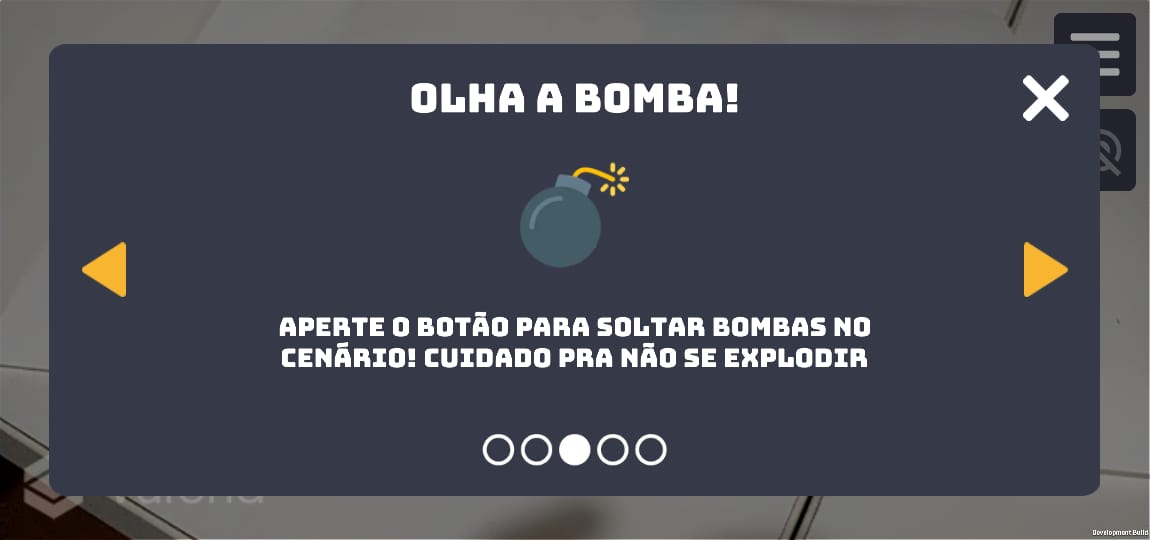 OLHA A BOMBA!
APERTE O BOTÃO PARA SOLTAR BOMBAS NO
CENÁRIO! CUIDADO PRA NÃO SE EXPLODIR
Development Build